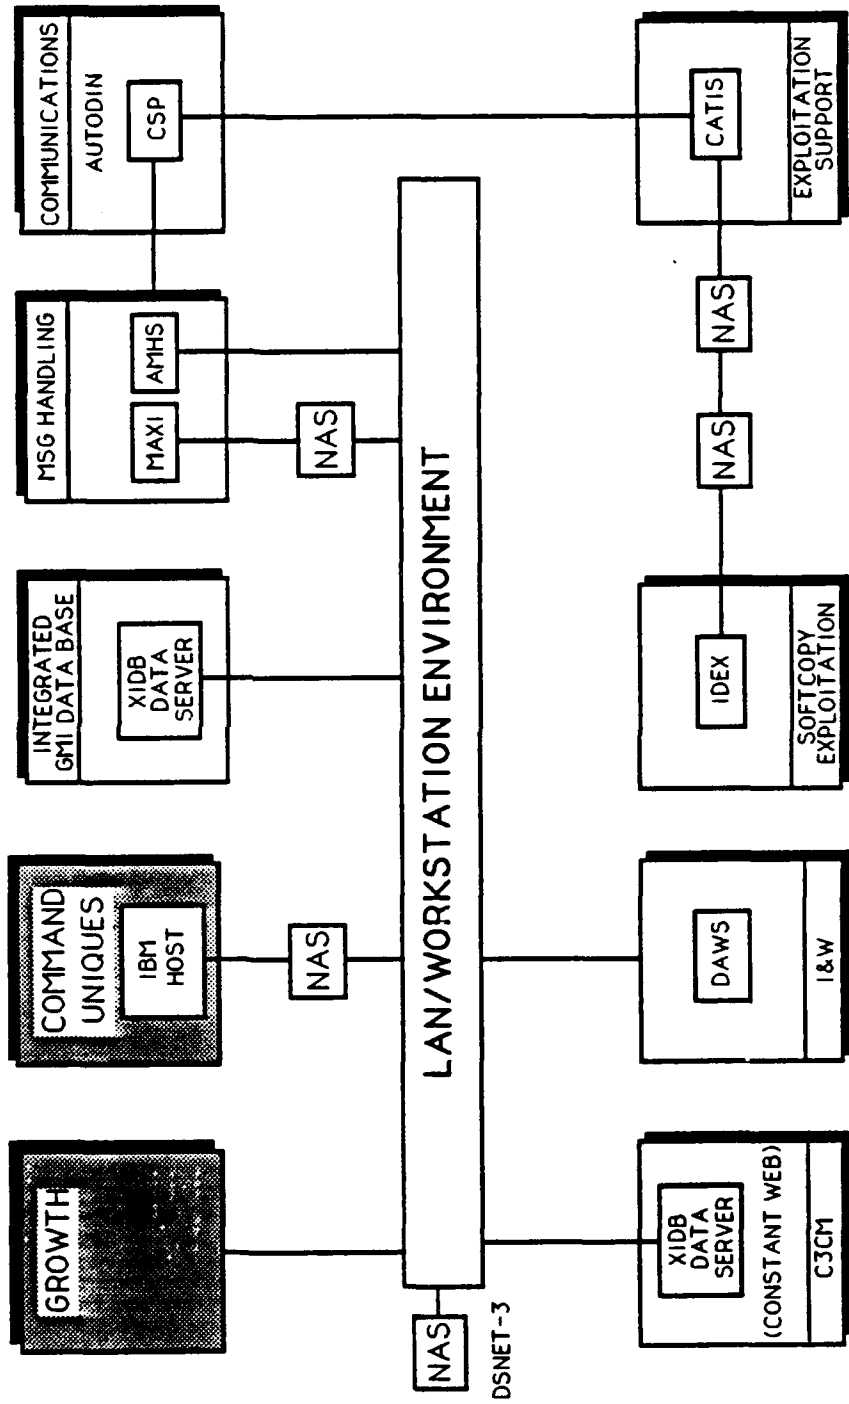 GROWTH
COMMAND
UNIQUES
IBM
HOST
INTEGRATED
GMI DATA BASE
XIDB
DATA
SERVER
MSG HANDLING
MAXI
AMHS
COMMUNICATIONS
AUTODIN
CSP
NAS
NAS
NAS
DSNET-3
LAN/WORKSTATION ENVIRONMENT
XIDB
DATA
SERVER
(CONSTANT WEB)
C3CM
DAWS
I&W
IDEX
SOFTCOPY
EXPLOITATION
NAS
NAS
CATIS
EXPLOITATION
SUPPORT